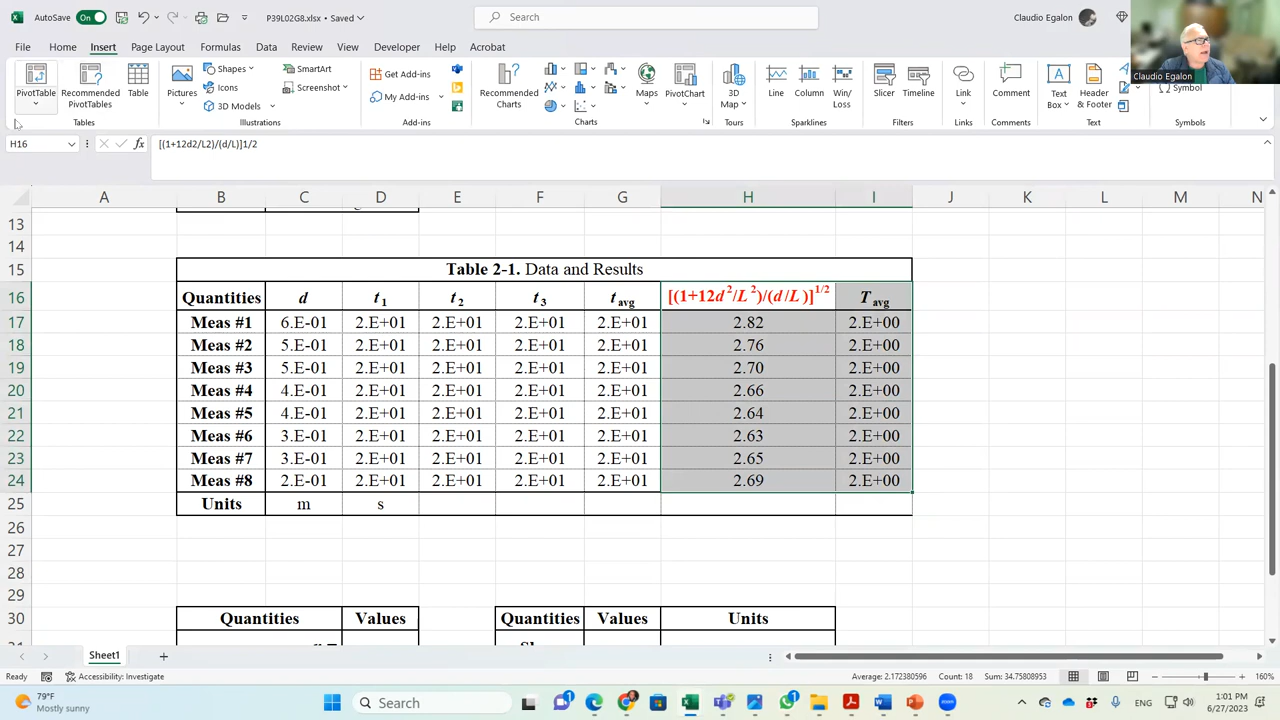 AutoSave On P39L02G8.xlsx • Saved Search Claudio Egalon
File Home Insert Page Layout Formulas Data Review View Developer Help Acrobat
Claudio Egalon
PivotTable Recommended PivotTables Table Pictures Shapes Icons 3D Models SmartArt Screenshot Get Add-ins My Add-ins Recommended Charts Maps PivotChart 3D Map Line Column Win/Loss Slicer Timeline Link Comment Text Box Header & Footer Symbol
Tables Illustrations Add-ins Charts Tours Sparklines Filters Links Comments Text Symbols
H16 fx [(1+12d2/L2)/(d/L)]1/2
A B C D E F G H I J K L M N
13
14
15 Table 2-1. Data and Results
16 Quantities d t1 t2 t3 tavg [(1+12d²/L²)/(d/L)]^1/2 Tavg
17 Meas #1 6.E-01 2.E+01 2.E+01 2.E+01 2.E+01 2.82 2.E+00
18 Meas #2 5.E-01 2.E+01 2.E+01 2.E+01 2.E+01 2.76 2.E+00
19 Meas #3 5.E-01 2.E+01 2.E+01 2.E+01 2.E+01 2.70 2.E+00
20 Meas #4 4.E-01 2.E+01 2.E+01 2.E+01 2.E+01 2.66 2.E+00
21 Meas #5 4.E-01 2.E+01 2.E+01 2.E+01 2.E+01 2.64 2.E+00
22 Meas #6 3.E-01 2.E+01 2.E+01 2.E+01 2.E+01 2.63 2.E+00
23 Meas #7 3.E-01 2.E+01 2.E+01 2.E+01 2.E+01 2.65 2.E+00
24 Meas #8 2.E-01 2.E+01 2.E+01 2.E+01 2.E+01 2.69 2.E+00
25 Units m s
26
27
28
29
30 Quantities Values Quantities Values Units
Sheet1
Ready Accessibility: Investigate Average: 2.172380596 Count: 18 Sum: 34.75808953 160%
79°F Search ENG 1:01 PM
Mostly sunny 6/27/2023